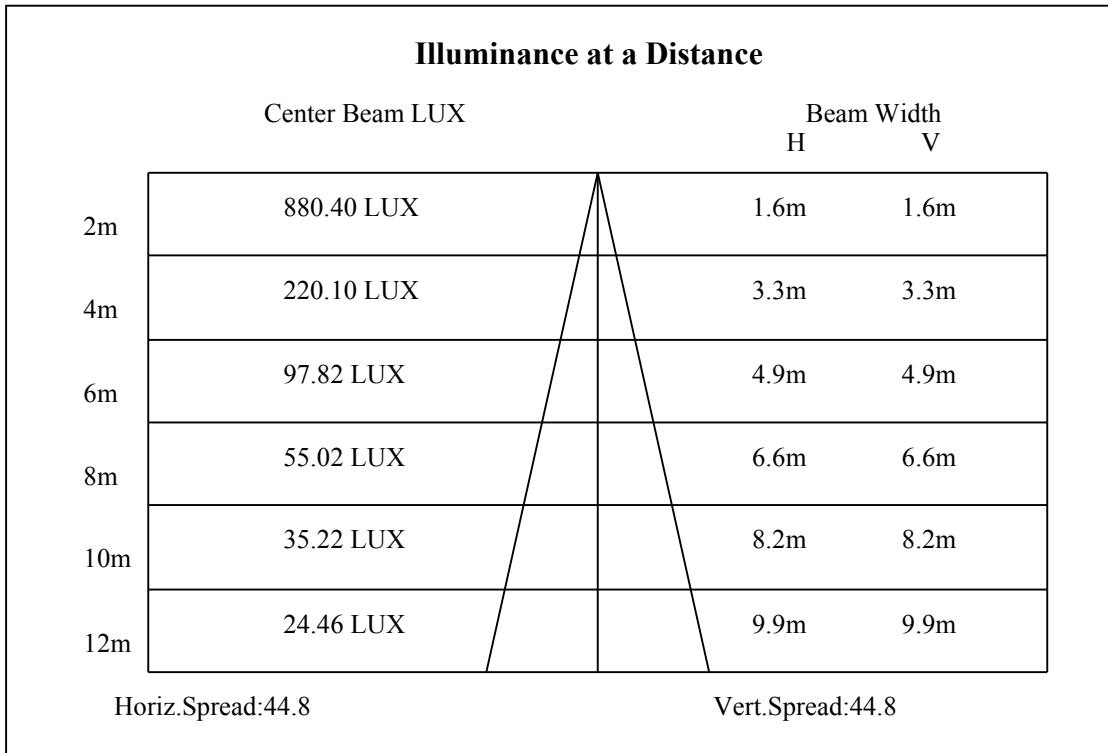 Illuminance at a Distance
Center Beam LUX Beam Width
H V
2m 880.40 LUX 1.6m 1.6m
4m 220.10 LUX 3.3m 3.3m
6m 97.82 LUX 4.9m 4.9m
8m 55.02 LUX 6.6m 6.6m
10m 35.22 LUX 8.2m 8.2m
12m 24.46 LUX 9.9m 9.9m
Horiz.Spread:44.8 Vert.Spread:44.8